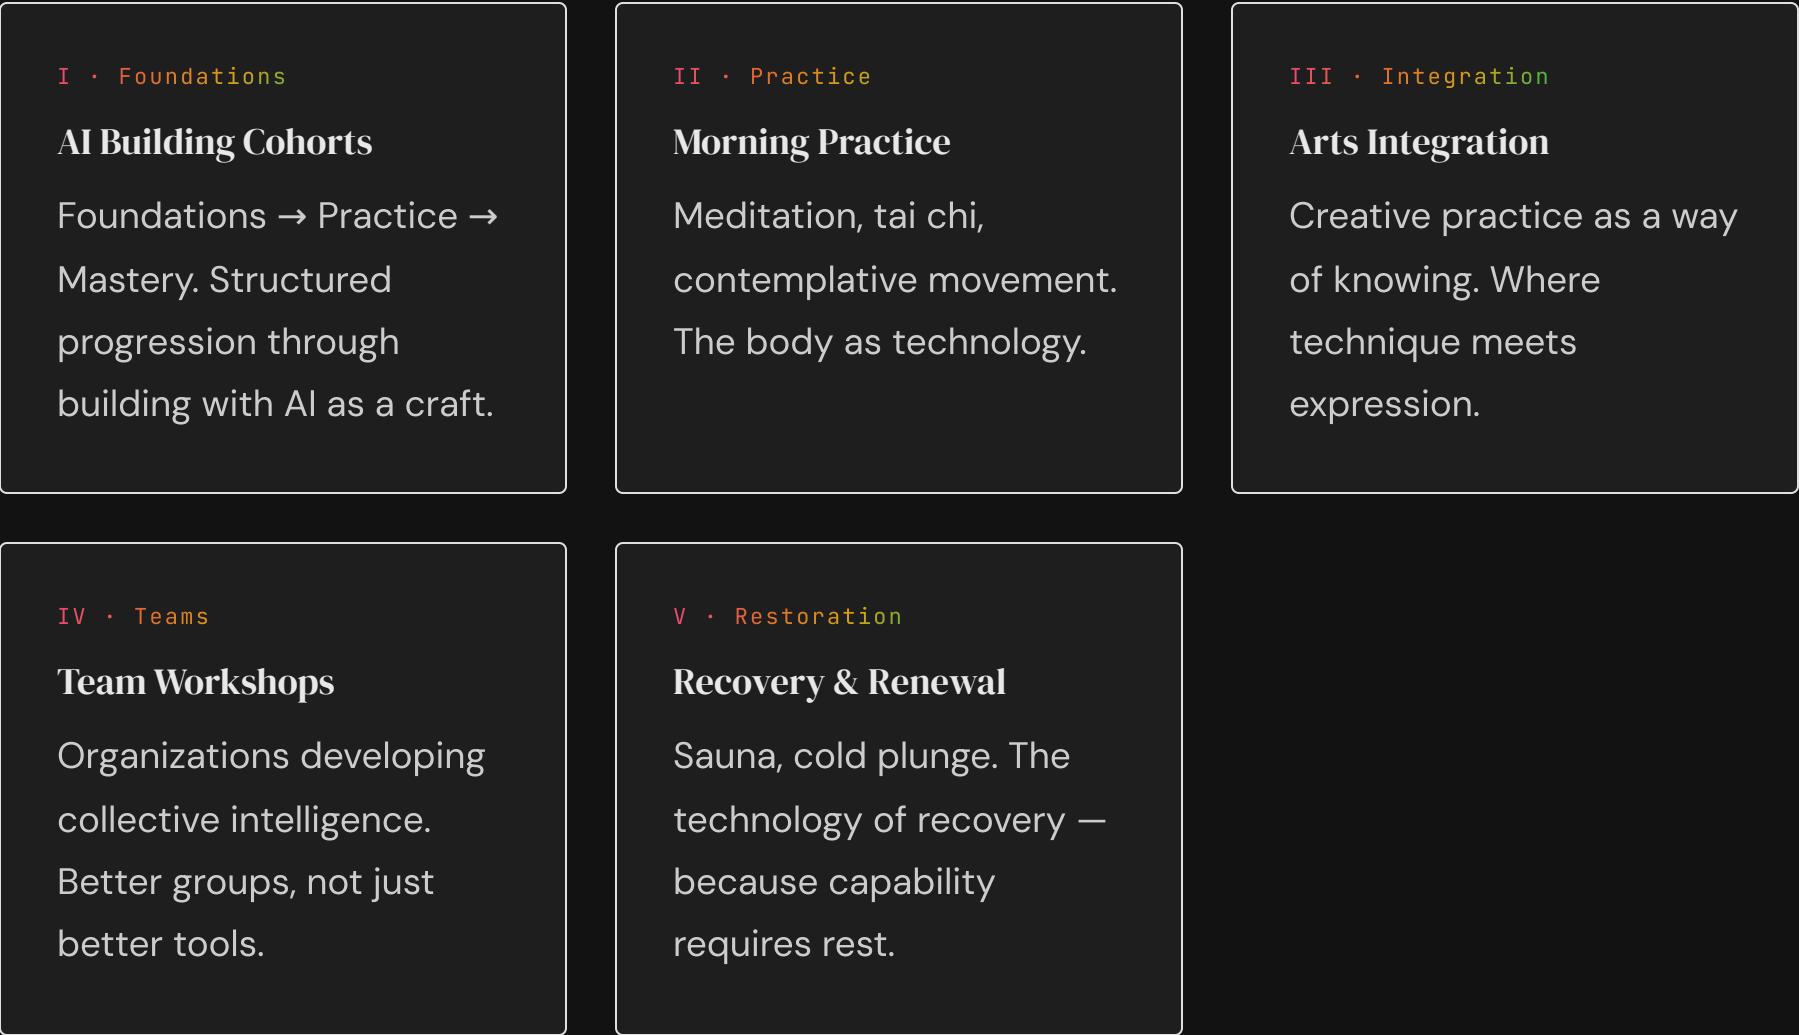 I · Foundations
AI Building Cohorts
Foundations → Practice →
Mastery. Structured
progression through
building with AI as a craft.
II · Practice
Morning Practice
Meditation, tai chi,
contemplative movement.
The body as technology.
III · Integration
Arts Integration
Creative practice as a way
of knowing. Where
technique meets
expression.
IV · Teams
Team Workshops
Organizations developing
collective intelligence.
Better groups, not just
better tools.
V · Restoration
Recovery & Renewal
Sauna, cold plunge. The
technology of recovery —
because capability
requires rest.